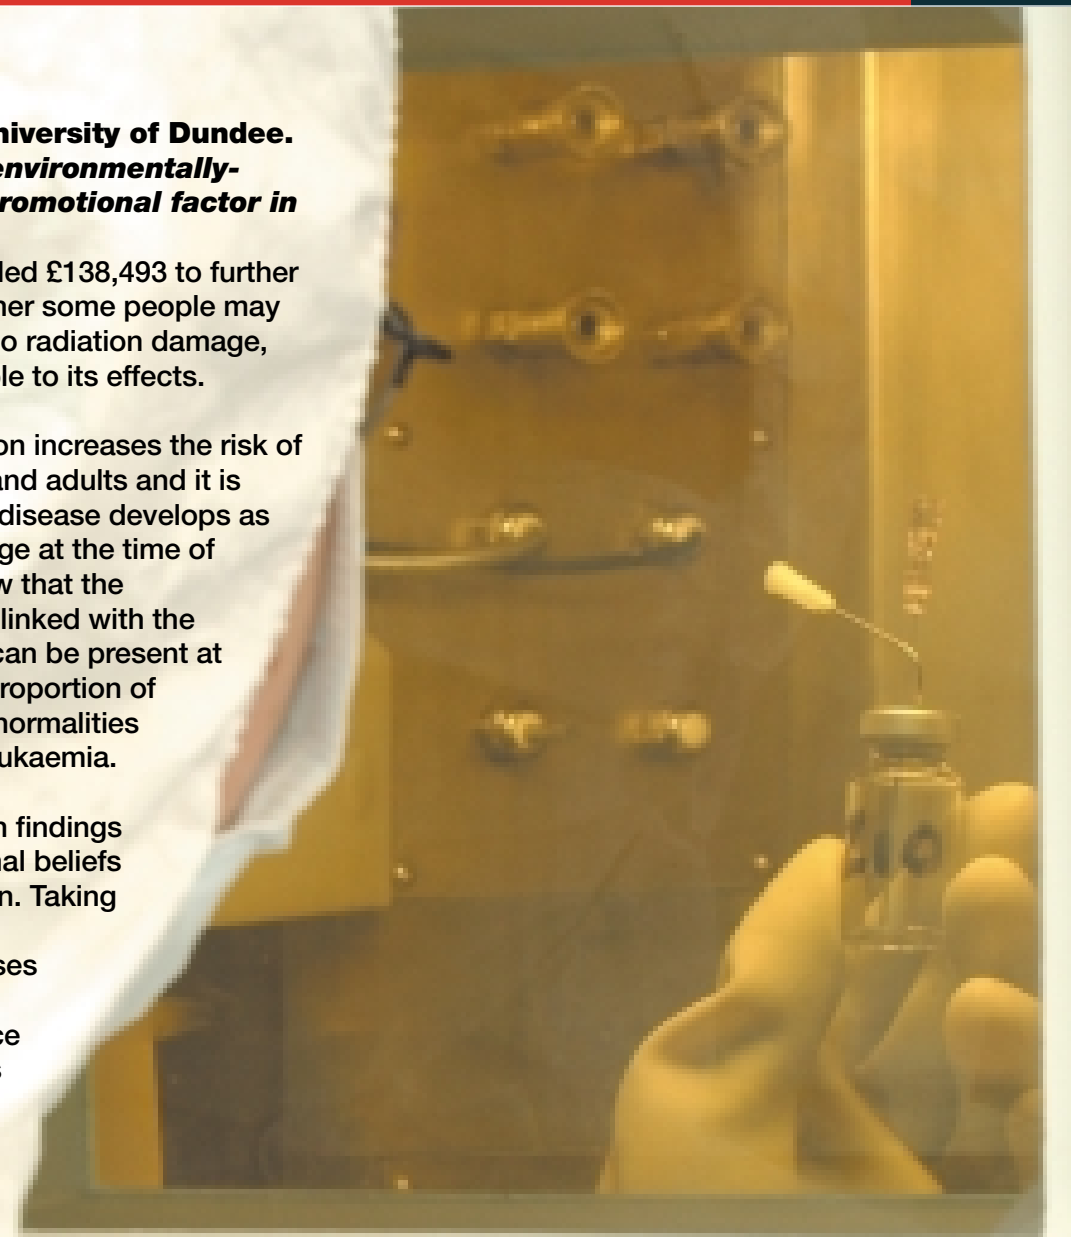 niversity of Dundee.
environmentally-
romotional factor in
led £138,493 to further
her some people may
o radiation damage,
le to its effects.
on increases the risk of
and adults and it is
disease develops as
ge at the time of
w that the
linked with the
can be present at
roportion of
normalities
ukaemia.
n findings
nal beliefs
n. Taking
ses
ce
s